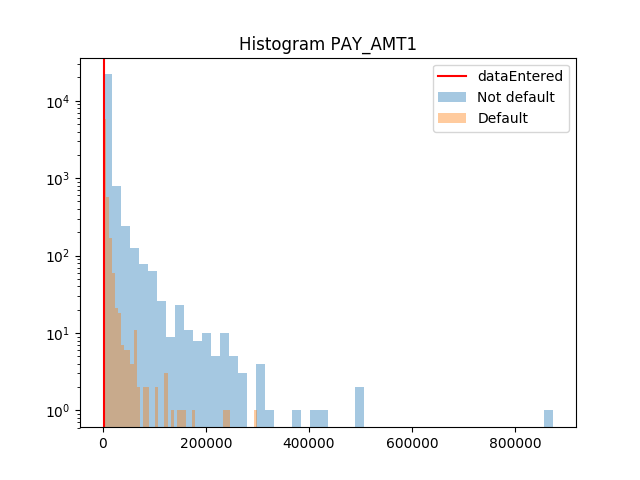 Histogram PAY_AMT1
dataEntered
Not default
Default
10⁴
10³
10²
10¹
10⁰
0 200000 400000 600000 800000